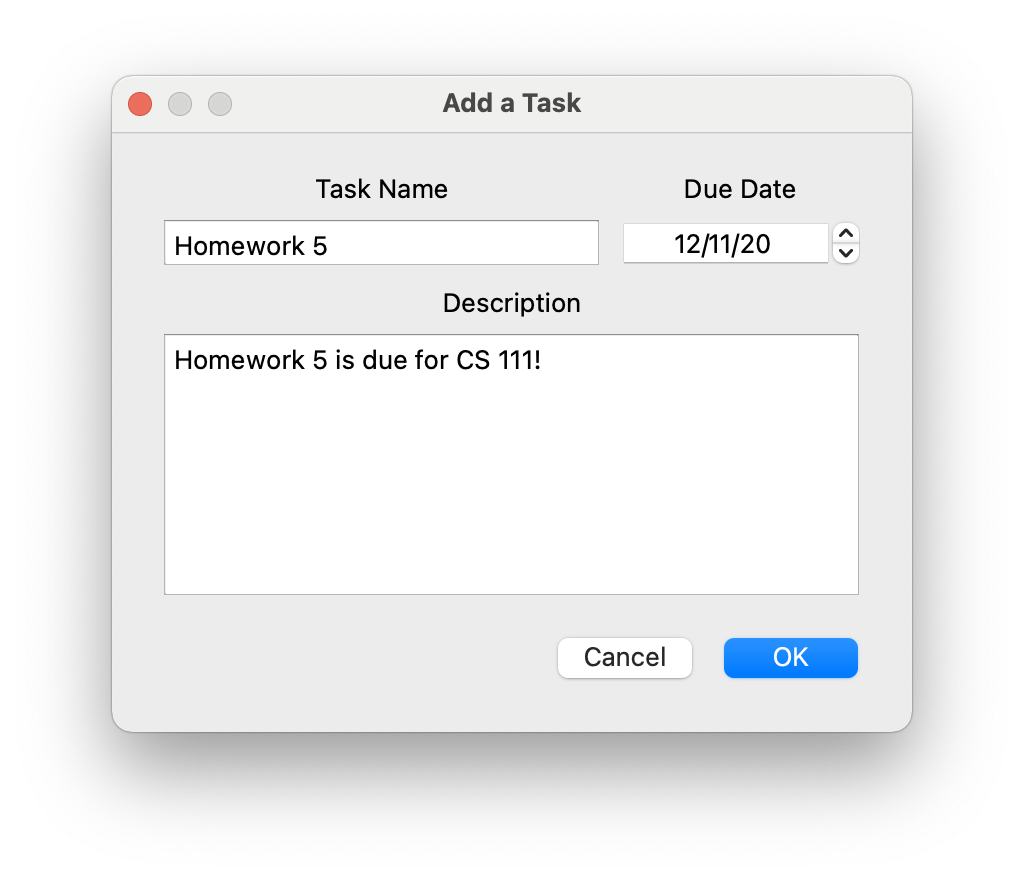 Add a Task
Task Name
Due Date
Homework 5
12/11/20
Description
Homework 5 is due for CS 111!
Cancel
OK